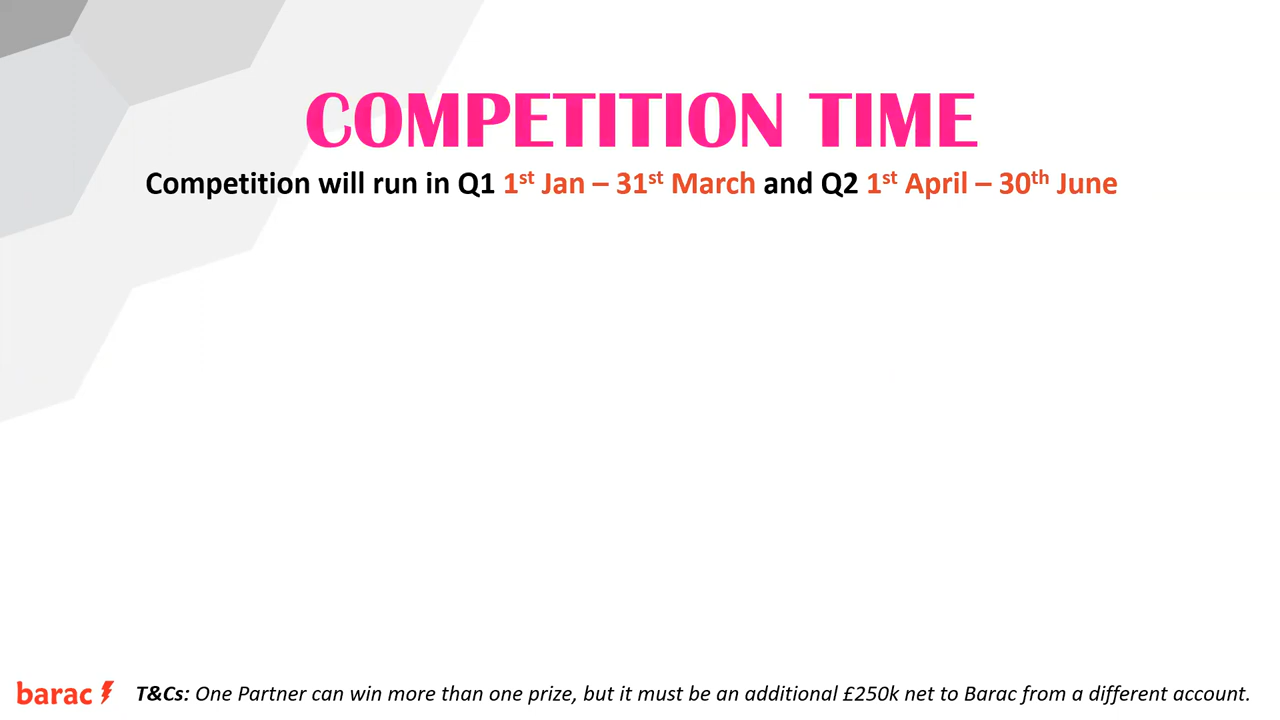 COMPETITION TIME
Competition will run in Q1 1st Jan – 31st March and Q2 1st April – 30th June
barac T&Cs: One Partner can win more than one prize, but it must be an additional £250k net to Barac from a different account.